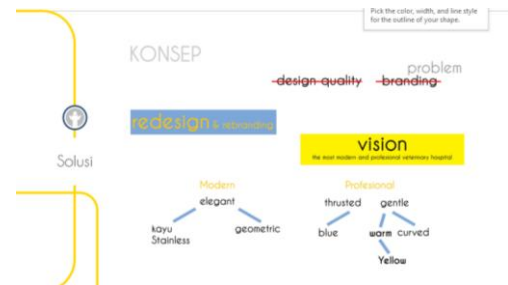 Pick the color, width, and line style
for the outline of your shape.
KONSEP
problem
design quality branding
redesign & rebranding
vision
the most modern and profesional veterinary hospital
Solusi
Modern
Profesional
elegant
thrusted gentle
kayu
Stainless
geometric
blue warm curved
Yellow